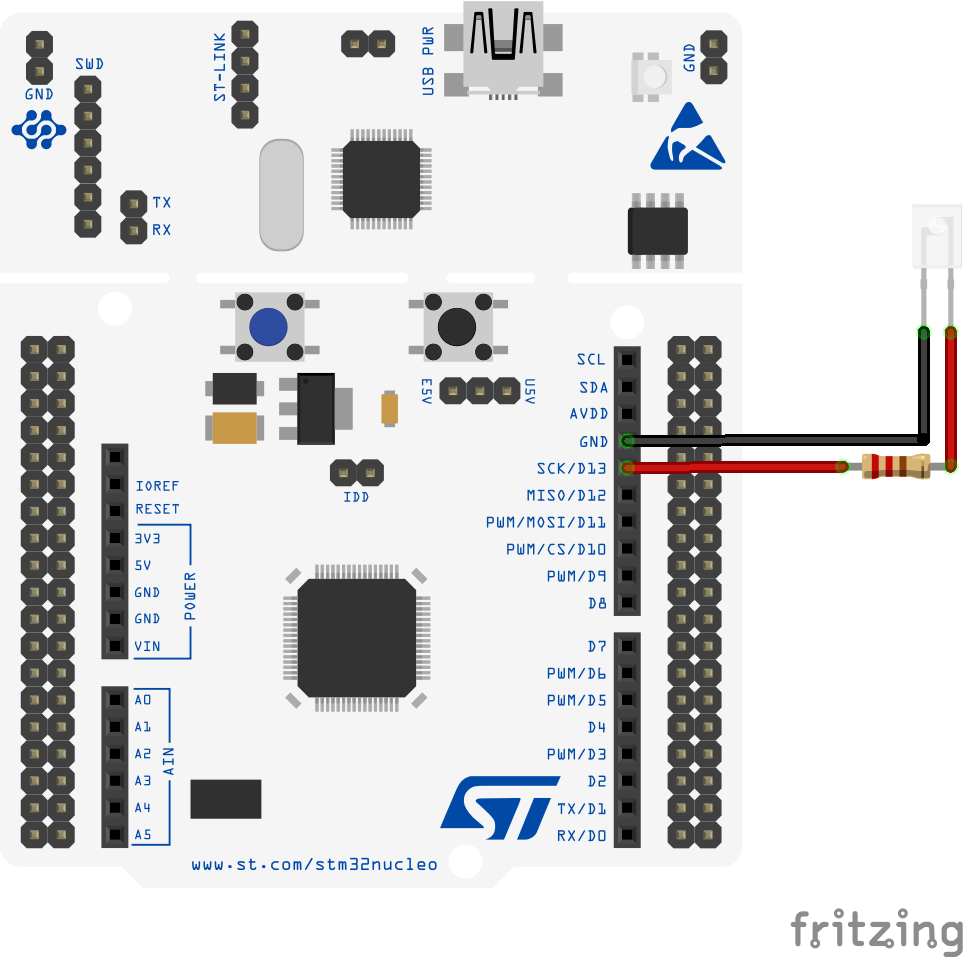 SWD
GND
ST-LINK
USB PWR
GND
TX
RX
E5V
U5V
IDD
SCL
SDA
AVDD
GND
SCK/D13
MISO/D12
PWM/MOSI/D11
PWM/CS/D10
PWM/D9
D8
IOREF
RESET
3V3
5V
GND
GND
VIN
POWER
D7
PWM/D6
PWM/D5
D4
PWM/D3
D2
TX/D1
RX/D0
A0
A1
A2
A3
A4
A5
AIN
ST
www.st.com/stm32nucleo
fritzing